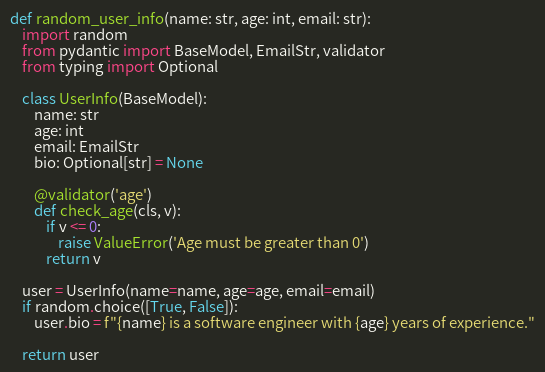 def random_user_info(name: str, age: int, email: str):
    import random
    from pydantic import BaseModel, EmailStr, validator
    from typing import Optional

    class UserInfo(BaseModel):
        name: str
        age: int
        email: EmailStr
        bio: Optional[str] = None

        @validator('age')
        def check_age(cls, v):
            if v <= 0:
                raise ValueError('Age must be greater than 0')
            return v

    user = UserInfo(name=name, age=age, email=email)
    if random.choice([True, False]):
        user.bio = f"{name} is a software engineer with {age} years of experience."

    return user